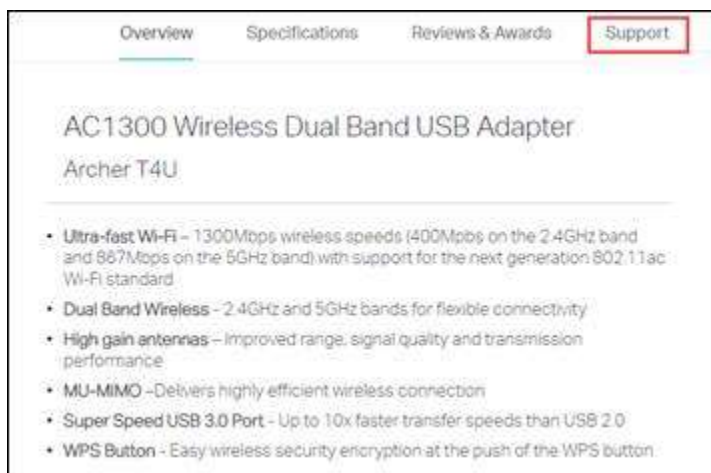 Overview Specifications Reviews & Awards Support
AC1300 Wireless Dual Band USB Adapter
Archer T4U
• Ultra-fast Wi-Fi – 1300Mbps wireless speeds (400Mpbs on the 2.4GHz band
and 867Mbps on the 5GHz band) with support for the next generation 802.11ac
Wi-Fi standard
• Dual Band Wireless - 2.4GHz and 5GHz bands for flexible connectivity
• High gain antennas – Improved range, signal quality and transmission
performance
• MU-MIMO –Delivers highly efficient wireless connection
• Super Speed USB 3.0 Port - Up to 10x faster transfer speeds than USB 2.0
• WPS Button - Easy wireless security encryption at the push of the WPS button